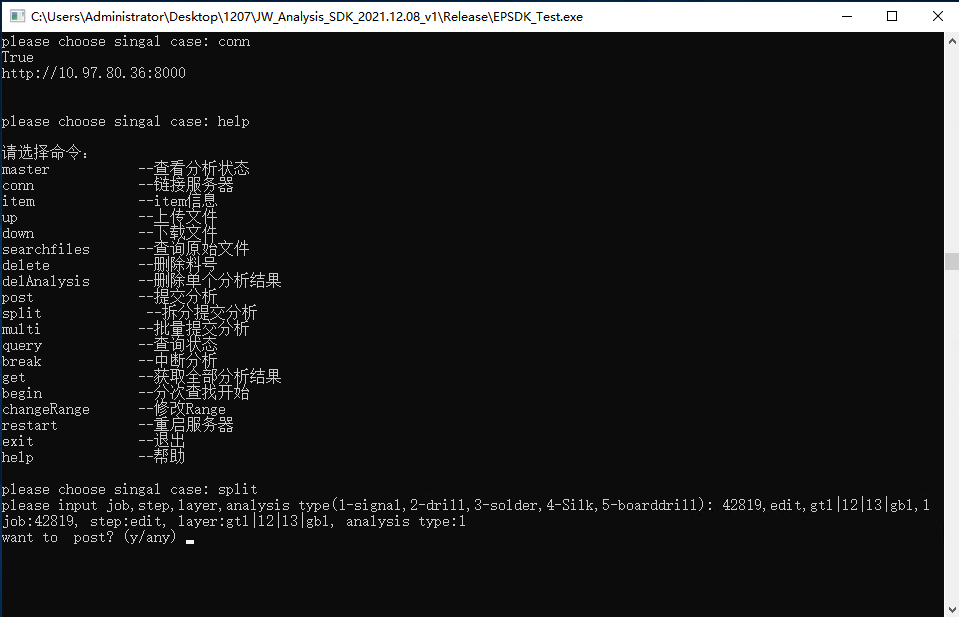 C:\Users\Administrator\Desktop\1207\JW_Analysis_SDK_2021.12.08_v1\Release\EPSDK_Test.exe
please choose singal case: conn
True
http://10.97.80.36:8000
please choose singal case: help
请选择命令:
master --查看分析状态
conn --链接服务器
item --item信息
up --上传文件
down --下载文件
searchfiles --查询原始文件
delete --删除料号
delAnalysis --删除单个分析结果
post --提交分析
split --拆分提交分析
multi --批量提交分析
query --查询状态
break --中断分析
get --获取全部分析结果
begin --分次查找开始
changeRange --修改Range
restart --重启服务器
exit --退出
help --帮助
please choose singal case: split
please input job,step,layer,analysis type(1-signal,2-drill,3-solder,4-Silk,5-boarddrill): 42819,edit,gtl|l2|l3|gbl,1
job:42819, step:edit, layer:gtl|l2|l3|gbl, analysis type:1
want to  post? (y/any)